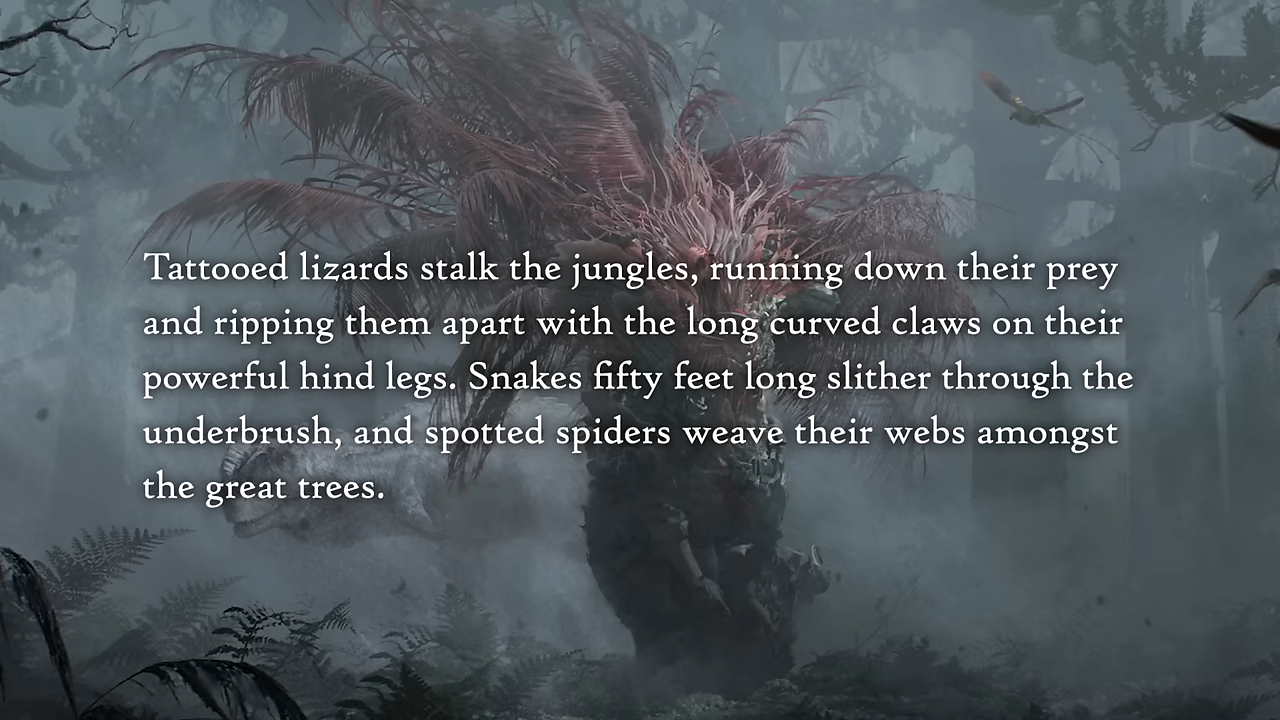 Tattooed lizards stalk the jungles, running down their prey
and ripping them apart with the long curved claws on their
powerful hind legs. Snakes fifty feet long slither through the
underbrush, and spotted spiders weave their webs amongst
the great trees.